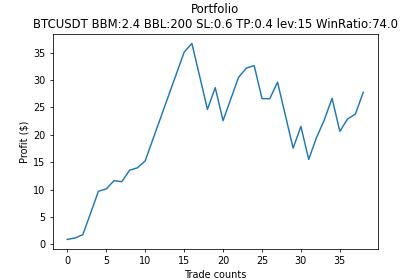 Portfolio
BTCUSDT BBM:2.4 BBL:200 SL:0.6 TP:0.4 lev:15 WinRatio:74.0
Profit ($)
35
30
25
20
15
10
5
0
0 5 10 15 20 25 30 35
Trade counts